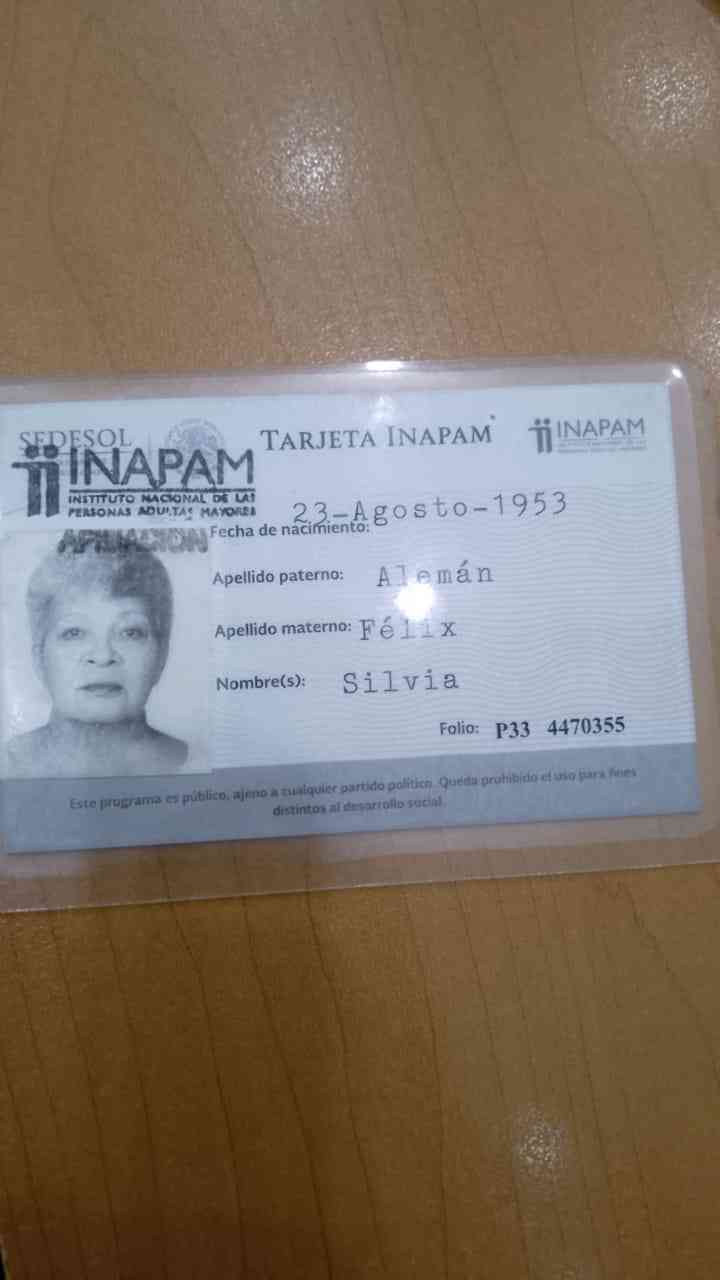 SEDESOL
INAPAM
INSTITUTO NACIONAL DE LAS
PERSONAS ADULTAS MAYORES
AFILIACION
TARJETA INAPAM
INAPAM
23-Agosto-1953
Fecha de nacimiento:
Apellido paterno: Alemán
Apellido materno: Félix
Nombre(s): Silvia
Folio: P33 4470355
Este programa es público, ajeno a cualquier partido político. Queda prohibido el uso para fines
distintos al desarrollo social.